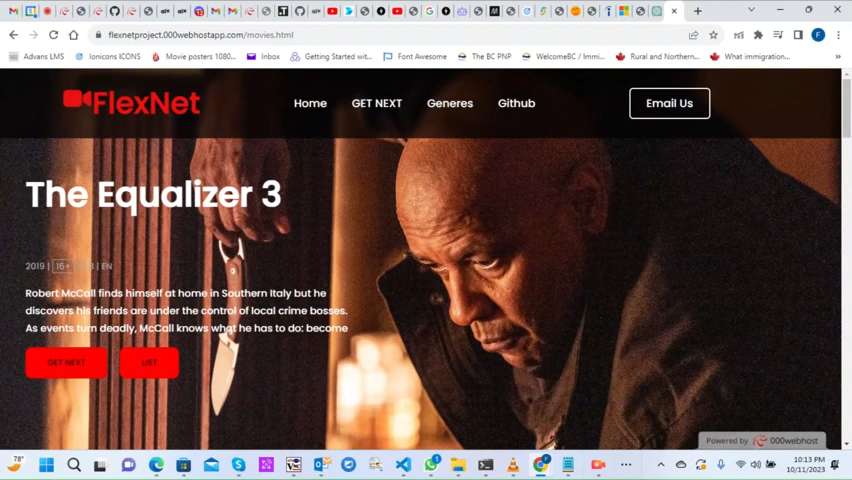 flexnetproject.000webhostapp.com/movies.html
Advans LMS Ionicons ICONS Movie posters 1080... Inbox Getting Started wit... Font Awesome The BC PNP WelcomeBC / Immi... Rural and Northern... What immigration...
FlexNet
Home GET NEXT Generes Github
Email Us
The Equalizer 3
2019 | 16+ | EN
Robert McCall finds himself at home in Southern Italy but he
discovers his friends are under the control of local crime bosses.
As events turn deadly, McCall knows what he has to do: become
GET NEXT LIST
Powered by 000webhost
78°
10:13 PM
10/11/2023